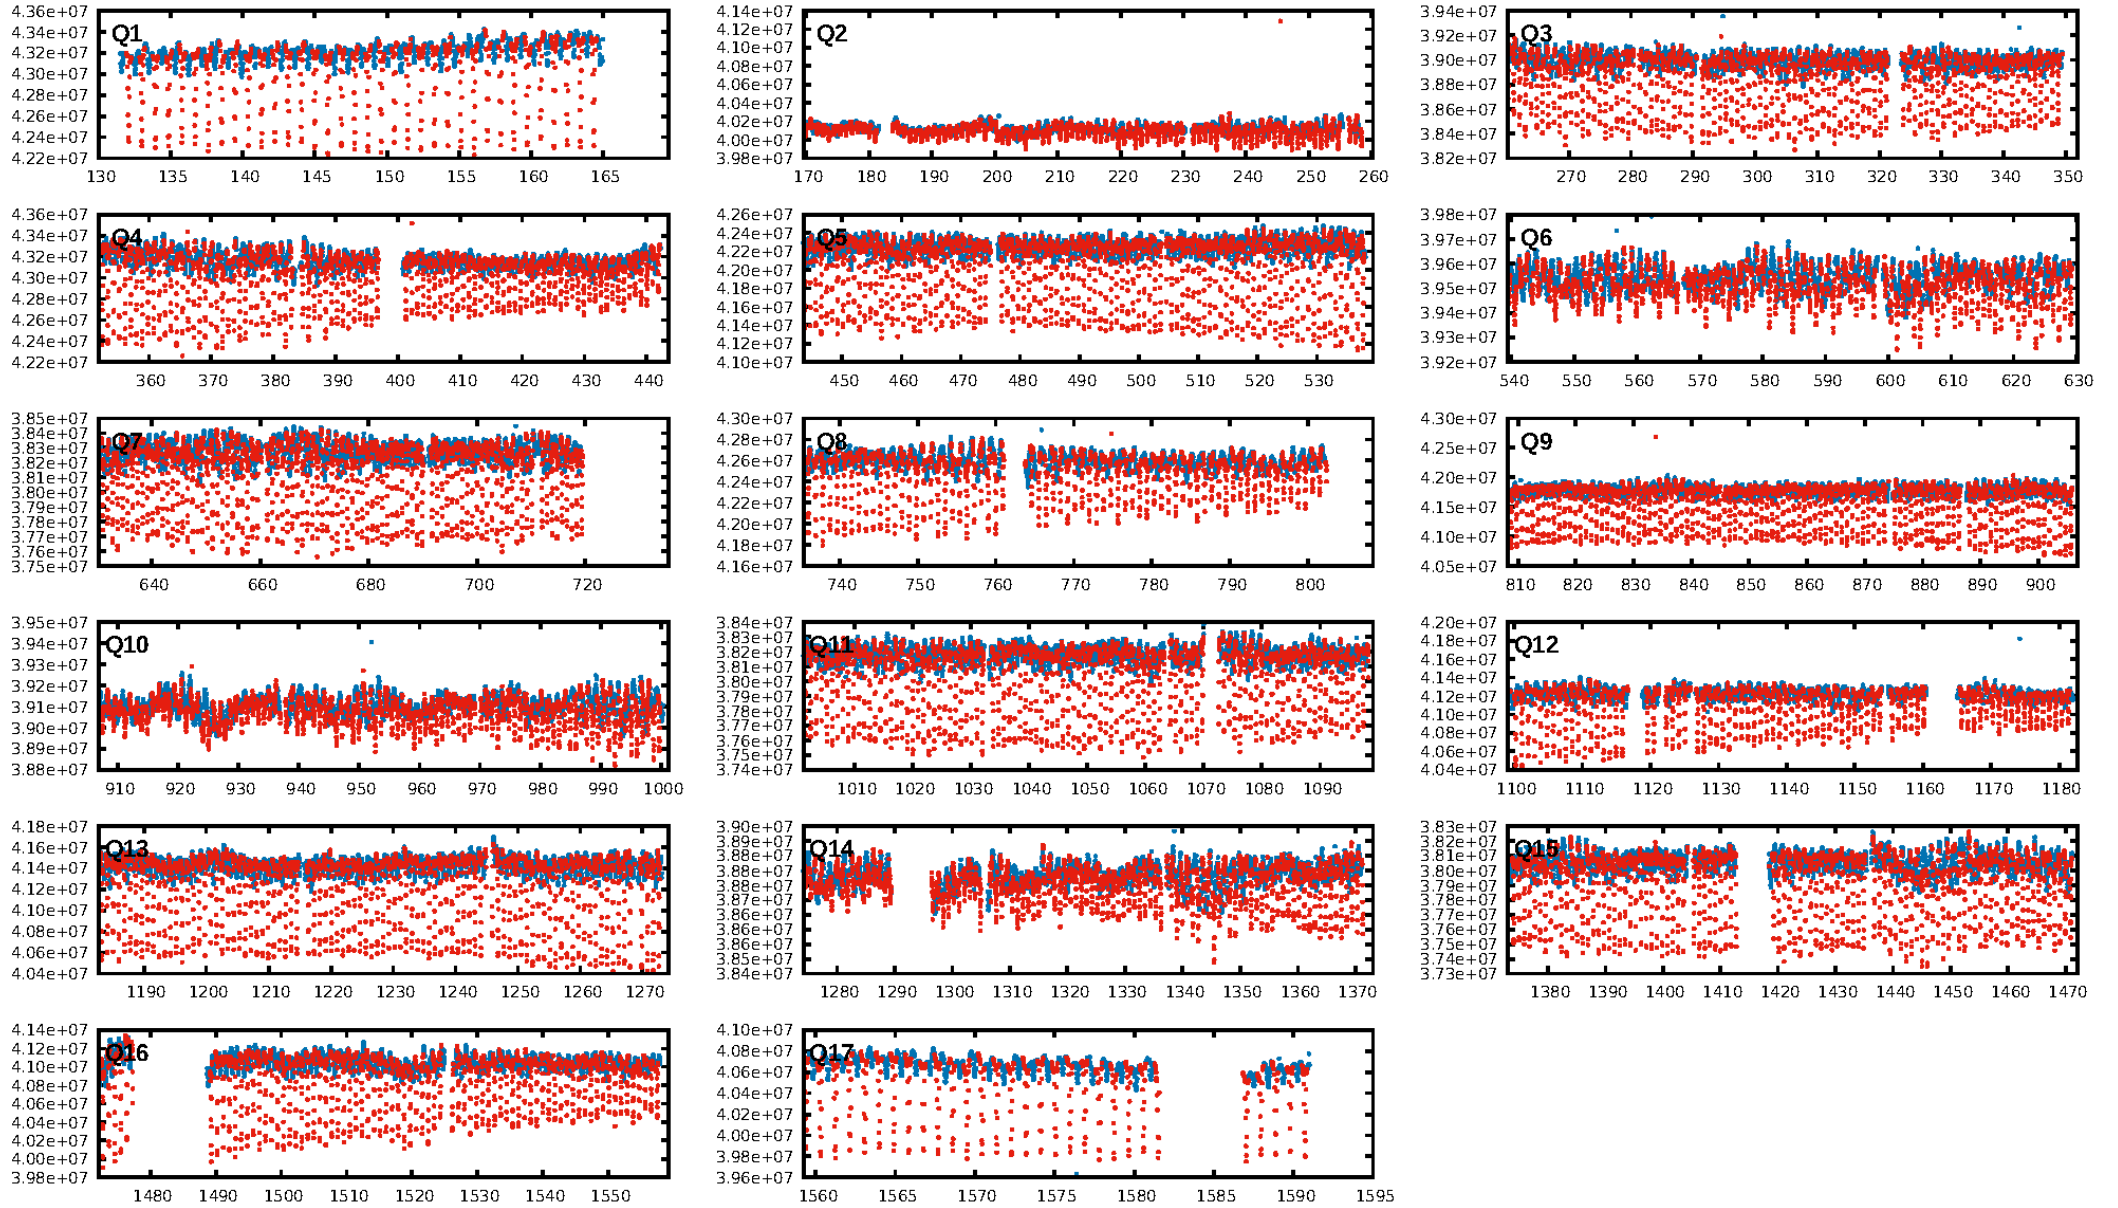 4.36e+07
4.34e+07
4.32e+07
4.30e+07
4.28e+07
4.26e+07
4.24e+07
4.22e+07
Q1
130 135 140 145 150 155 160 165
4.14e+07
4.12e+07
4.10e+07
4.08e+07
4.06e+07
4.04e+07
4.02e+07
4.00e+07
3.98e+07
Q2
170 180 190 200 210 220 230 240 250 260
3.94e+07
3.92e+07
3.90e+07
3.88e+07
3.86e+07
3.84e+07
3.82e+07
Q3
270 280 290 300 310 320 330 340 350
4.36e+07
4.34e+07
4.32e+07
4.30e+07
4.28e+07
4.26e+07
4.24e+07
4.22e+07
Q4
360 370 380 390 400 410 420 430 440
4.26e+07
4.24e+07
4.22e+07
4.20e+07
4.18e+07
4.16e+07
4.14e+07
4.12e+07
4.10e+07
Q5
450 460 470 480 490 500 510 520 530
3.98e+07
3.97e+07
3.96e+07
3.95e+07
3.94e+07
3.93e+07
3.92e+07
Q6
540 550 560 570 580 590 600 610 620 630
3.85e+07
3.84e+07
3.83e+07
3.82e+07
3.81e+07
3.80e+07
3.79e+07
3.78e+07
3.77e+07
3.76e+07
3.75e+07
Q7
640 660 680 700 720
4.30e+07
4.28e+07
4.26e+07
4.24e+07
4.22e+07
4.20e+07
4.18e+07
4.16e+07
Q8
740 750 760 770 780 790 800
4.30e+07
4.25e+07
4.20e+07
4.15e+07
4.10e+07
4.05e+07
Q9
810 820 830 840 850 860 870 880 890 900
3.95e+07
3.94e+07
3.93e+07
3.92e+07
3.91e+07
3.90e+07
3.89e+07
3.88e+07
Q10
910 920 930 940 950 960 970 980 990 1000
3.84e+07
3.83e+07
3.82e+07
3.81e+07
3.80e+07
3.79e+07
3.78e+07
3.77e+07
3.76e+07
3.75e+07
3.74e+07
Q11
1010 1020 1030 1040 1050 1060 1070 1080 1090
4.20e+07
4.18e+07
4.16e+07
4.14e+07
4.12e+07
4.10e+07
4.08e+07
4.06e+07
4.04e+07
Q12
1100 1110 1120 1130 1140 1150 1160 1170 1180
4.18e+07
4.16e+07
4.14e+07
4.12e+07
4.10e+07
4.08e+07
4.06e+07
4.04e+07
Q13
1190 1200 1210 1220 1230 1240 1250 1260 1270
3.90e+07
3.89e+07
3.88e+07
3.88e+07
3.88e+07
3.87e+07
3.86e+07
3.86e+07
3.86e+07
3.85e+07
3.84e+07
Q14
1280 1290 1300 1310 1320 1330 1340 1350 1360 1370
3.83e+07
3.82e+07
3.81e+07
3.80e+07
3.79e+07
3.78e+07
3.77e+07
3.76e+07
3.75e+07
3.74e+07
3.73e+07
Q15
1380 1390 1400 1410 1420 1430 1440 1450 1460 1470
4.14e+07
4.12e+07
4.10e+07
4.08e+07
4.06e+07
4.04e+07
4.02e+07
4.00e+07
3.98e+07
Q16
1480 1490 1500 1510 1520 1530 1540 1550
4.10e+07
4.08e+07
4.06e+07
4.04e+07
4.02e+07
4.00e+07
3.98e+07
3.96e+07
Q17
1560 1565 1570 1575 1580 1585 1590 1595